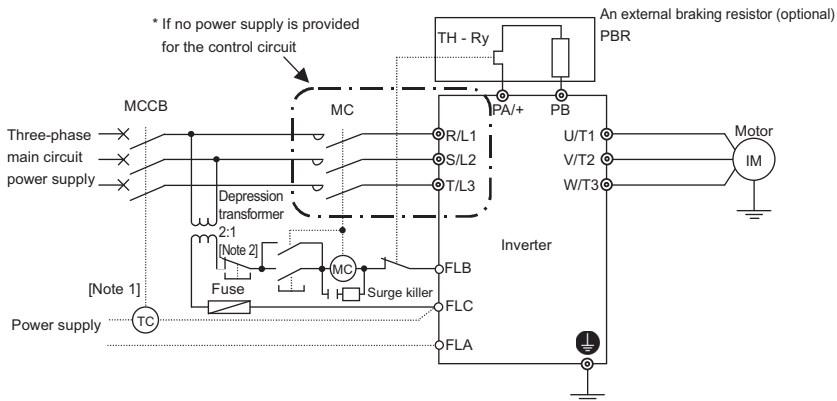 * If no power supply is provided
for the control circuit
An external braking resistor (optional)
PBR
TH - Ry
MCCB
MC
PA/+
PB
Three-phase
main circuit
power supply
R/L1
S/L2
T/L3
U/T1
V/T2
W/T3
Motor
IM
Depression
transformer
2:1
[Note 2]
Inverter
MC
FLB
[Note 1]
Fuse
Surge killer
FLC
Power supply
TC
FLA